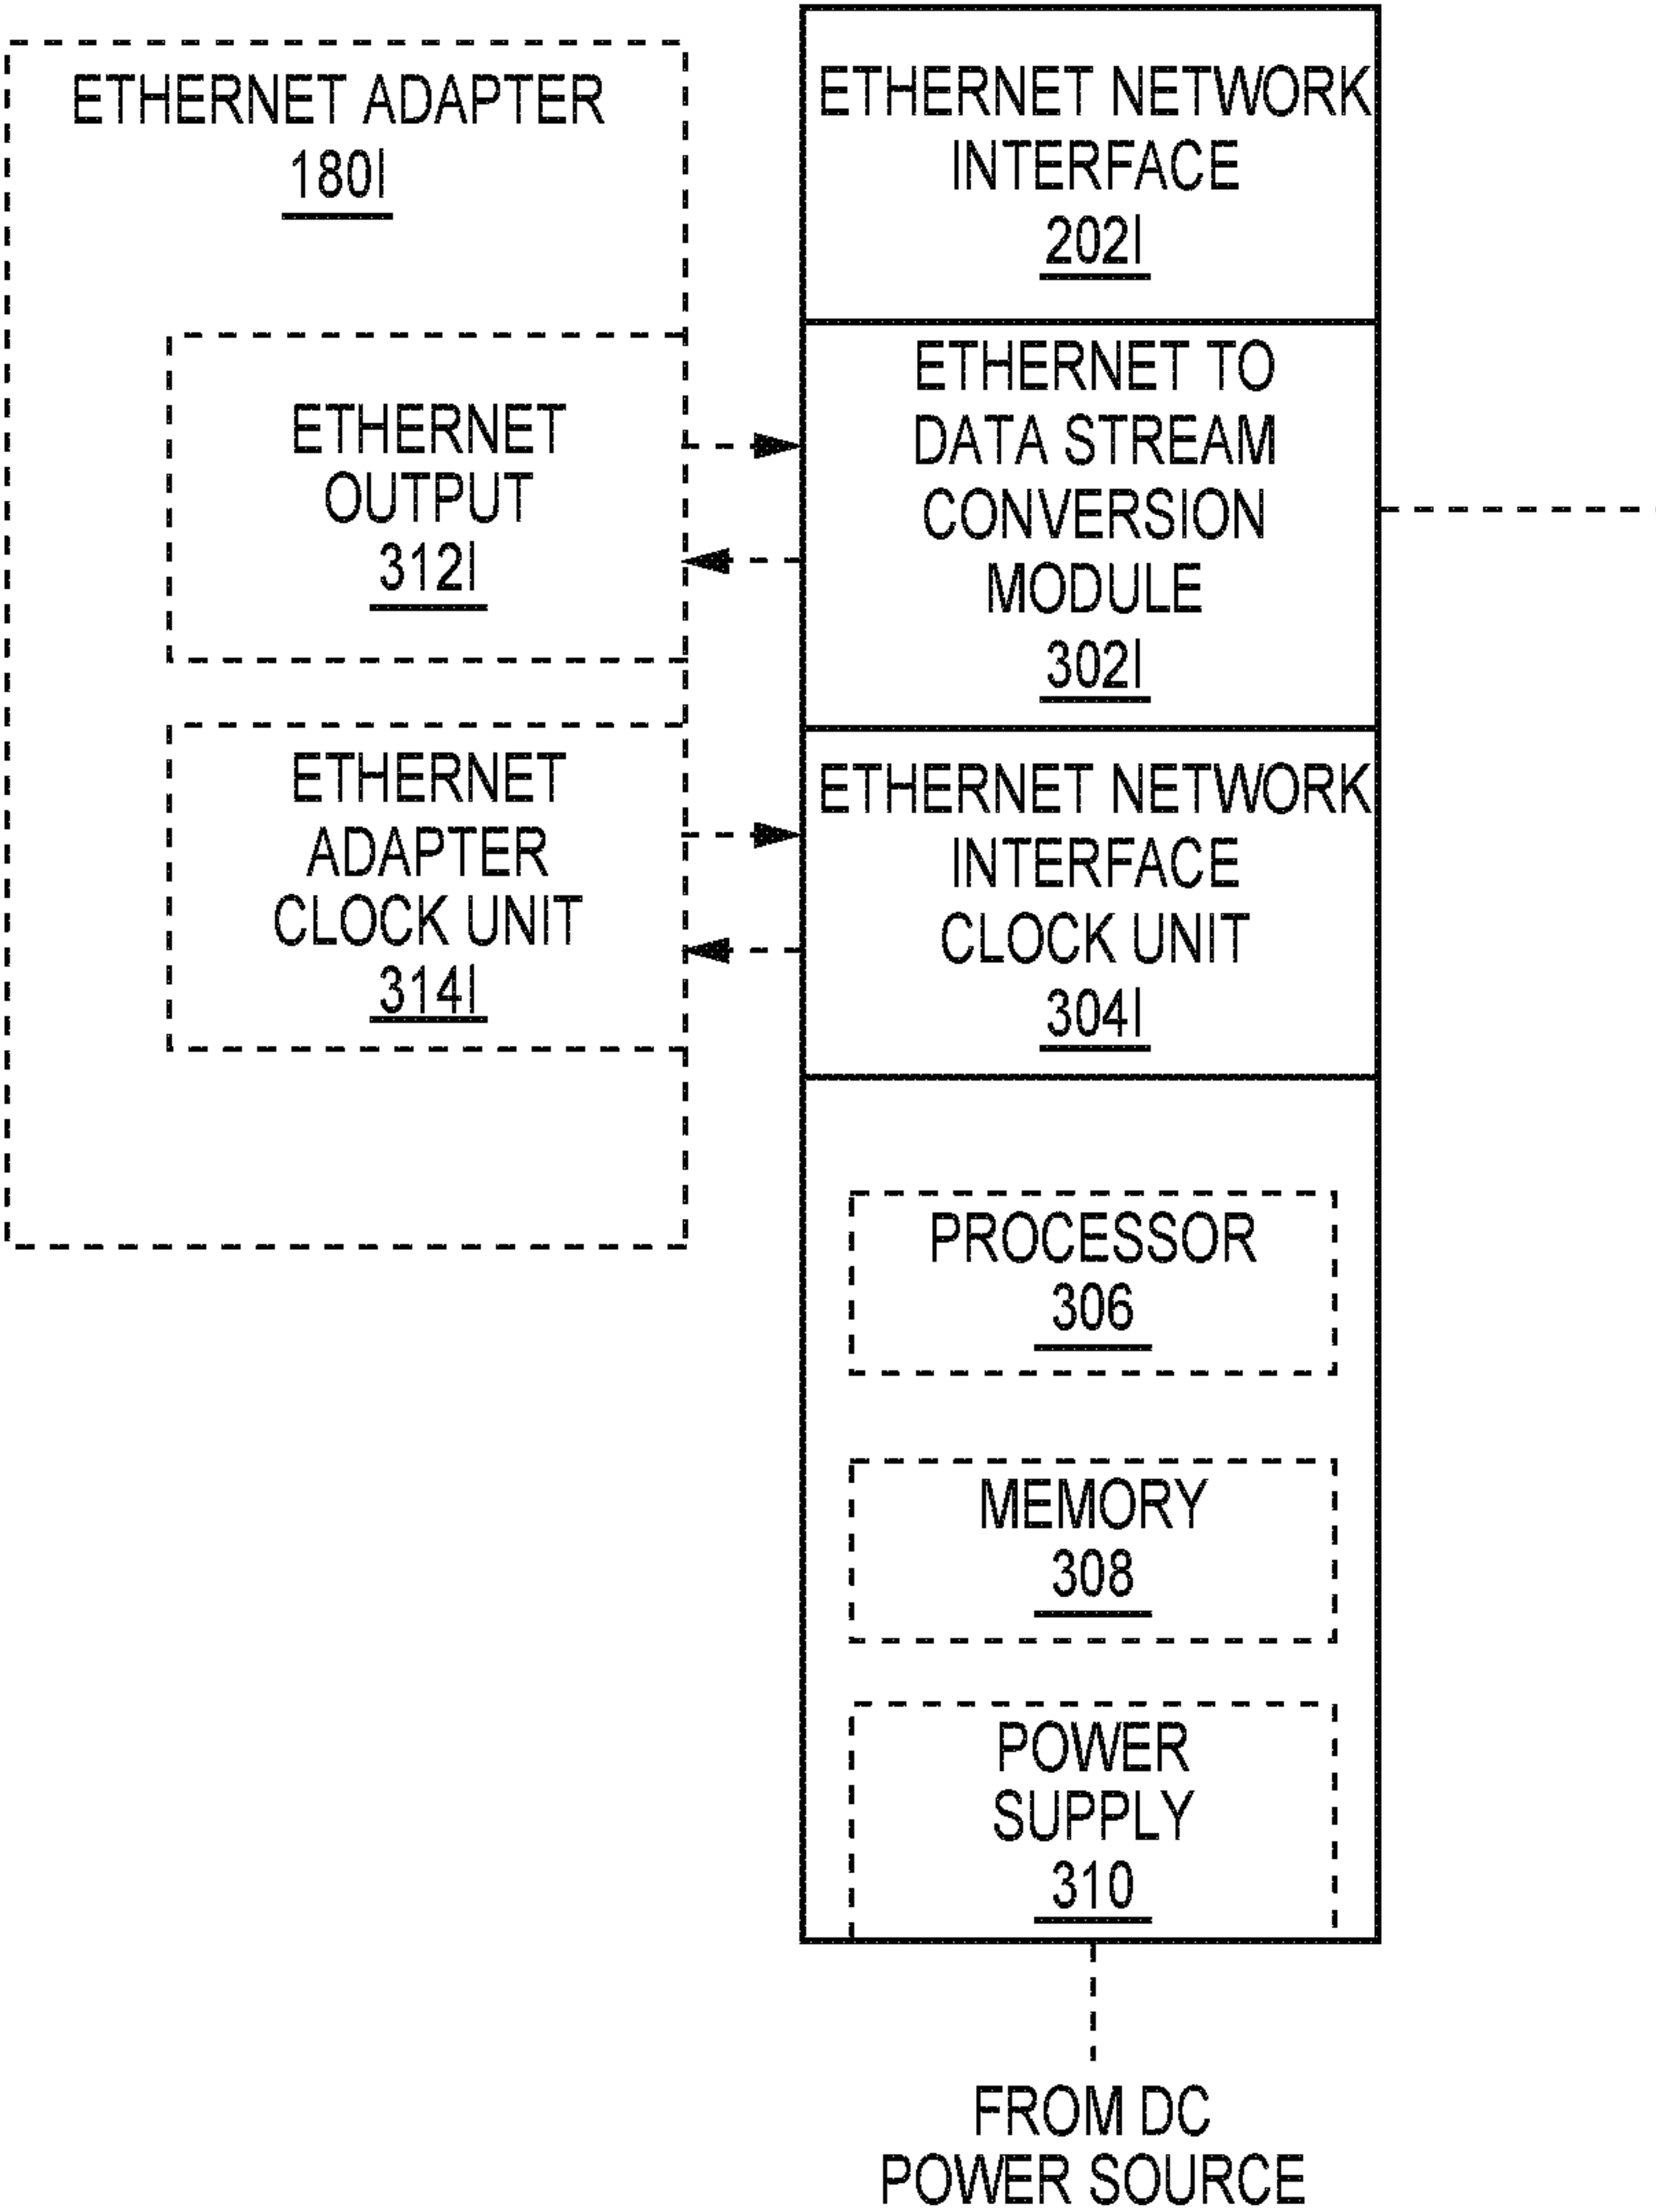 ETHERNET ADAPTER
180I
ETHERNET
OUTPUT
312I
ETHERNET
ADAPTER
CLOCK UNIT
314I
ETHERNET NETWORK
INTERFACE
202I
ETHERNET TO
DATA STREAM
CONVERSION
MODULE
302I
ETHERNET NETWORK
INTERFACE
CLOCK UNIT
304I
PROCESSOR
306
MEMORY
308
POWER
SUPPLY
310
FROM DC
POWER SOURCE